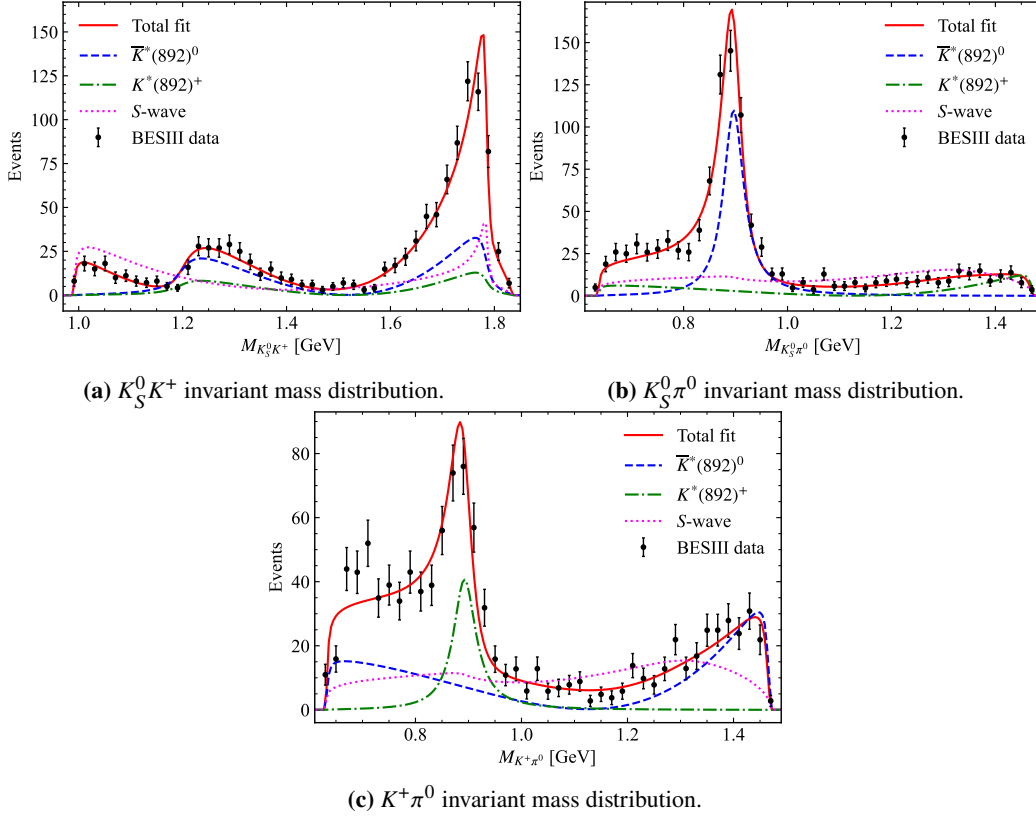 Total fit
K̅*(892)⁰
K*(892)⁺
S-wave
BESIII data
Events
0
25
50
75
100
125
150
1.0
1.2
1.4
1.6
1.8
M_{K_S^0 K^+} [GeV]
(a) K_S^0 K^+ invariant mass distribution.
Total fit
K̅*(892)⁰
K*(892)⁺
S-wave
BESIII data
Events
0
25
50
75
100
125
150
0.8
1.0
1.2
1.4
M_{K_S^0 π^0} [GeV]
(b) K_S^0 π^0 invariant mass distribution.
Total fit
K̅*(892)⁰
K*(892)⁺
S-wave
BESIII data
Events
0
20
40
60
80
0.8
1.0
1.2
1.4
M_{K^+ π^0} [GeV]
(c) K^+ π^0 invariant mass distribution.